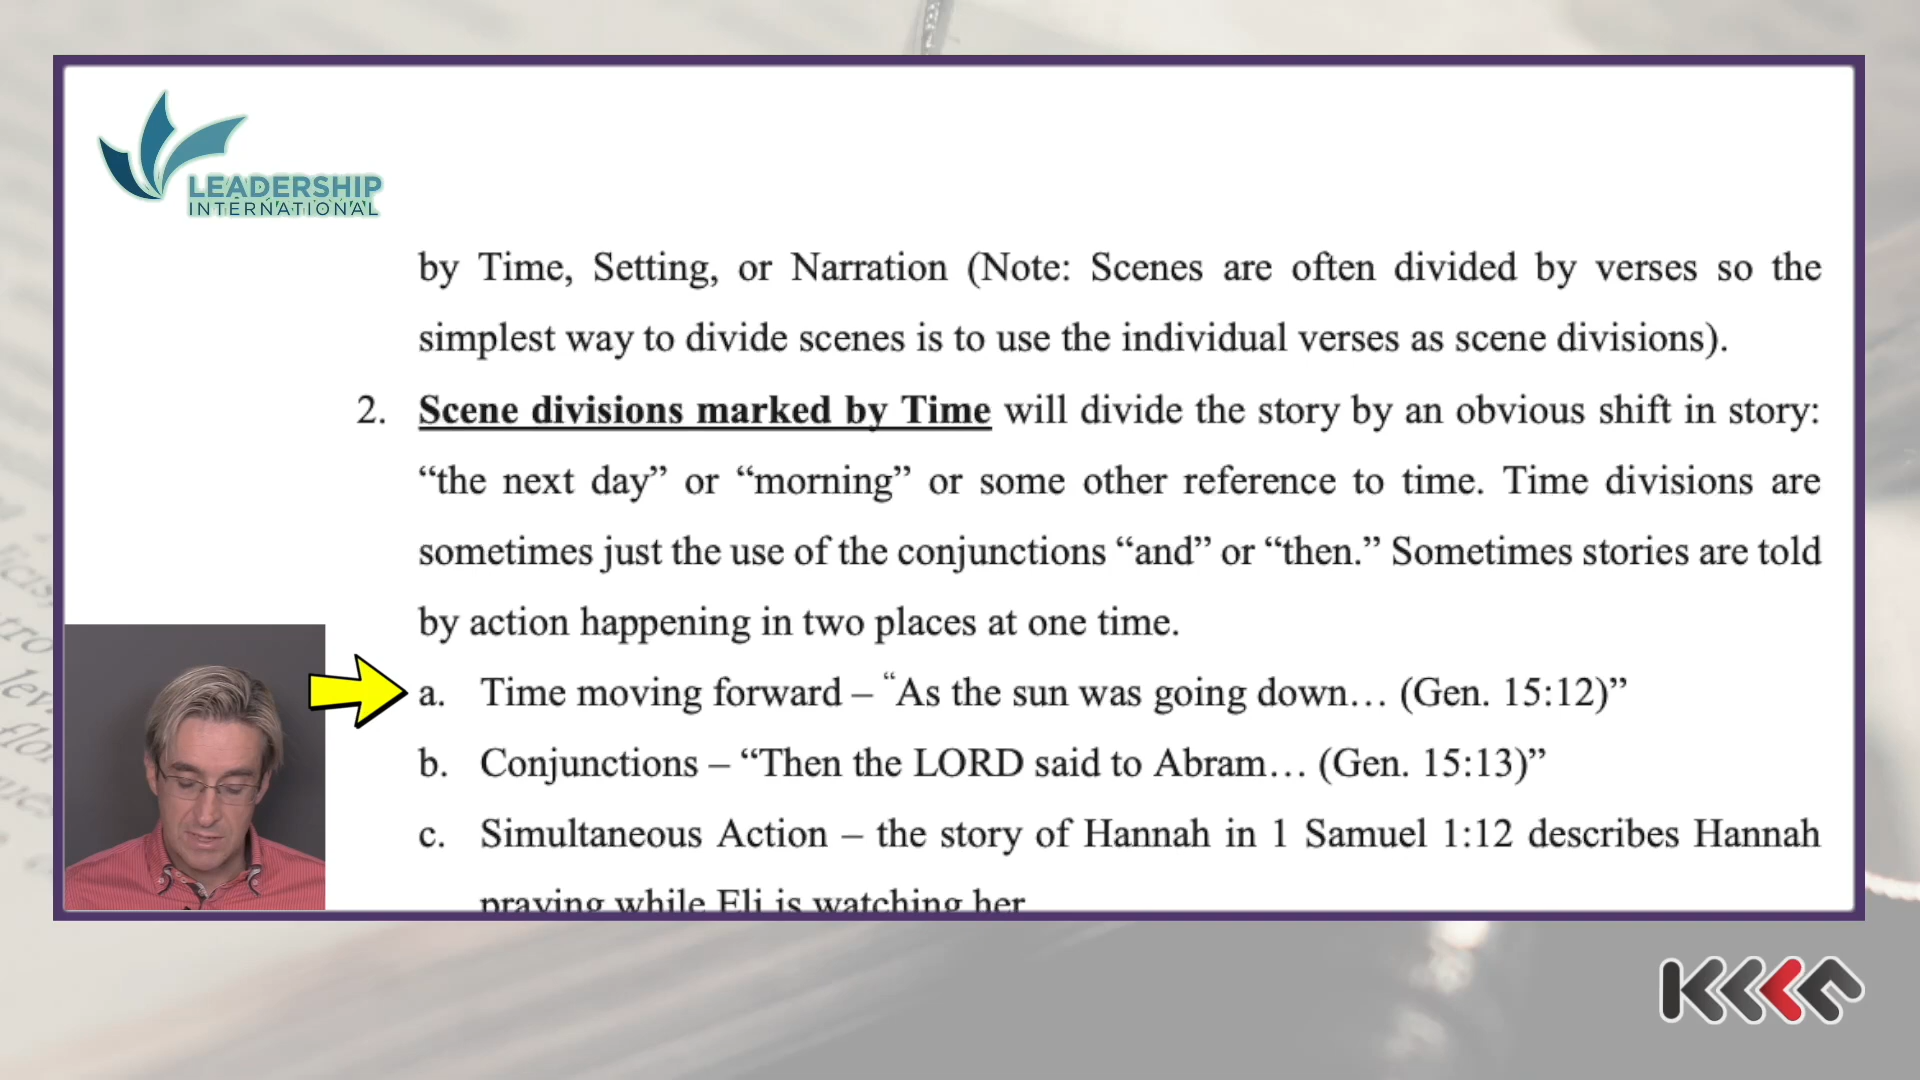 LEADERSHIP
INTERNATIONAL
by Time, Setting, or Narration (Note: Scenes are often divided by verses so the
simplest way to divide scenes is to use the individual verses as scene divisions).
2. Scene divisions marked by Time will divide the story by an obvious shift in story:
“the next day” or “morning” or some other reference to time. Time divisions are
sometimes just the use of the conjunctions “and” or “then.” Sometimes stories are told
by action happening in two places at one time.
a. Time moving forward – “As the sun was going down… (Gen. 15:12)”
b. Conjunctions – “Then the LORD said to Abram… (Gen. 15:13)”
c. Simultaneous Action – the story of Hannah in 1 Samuel 1:12 describes Hannah
praying while Eli is watching her